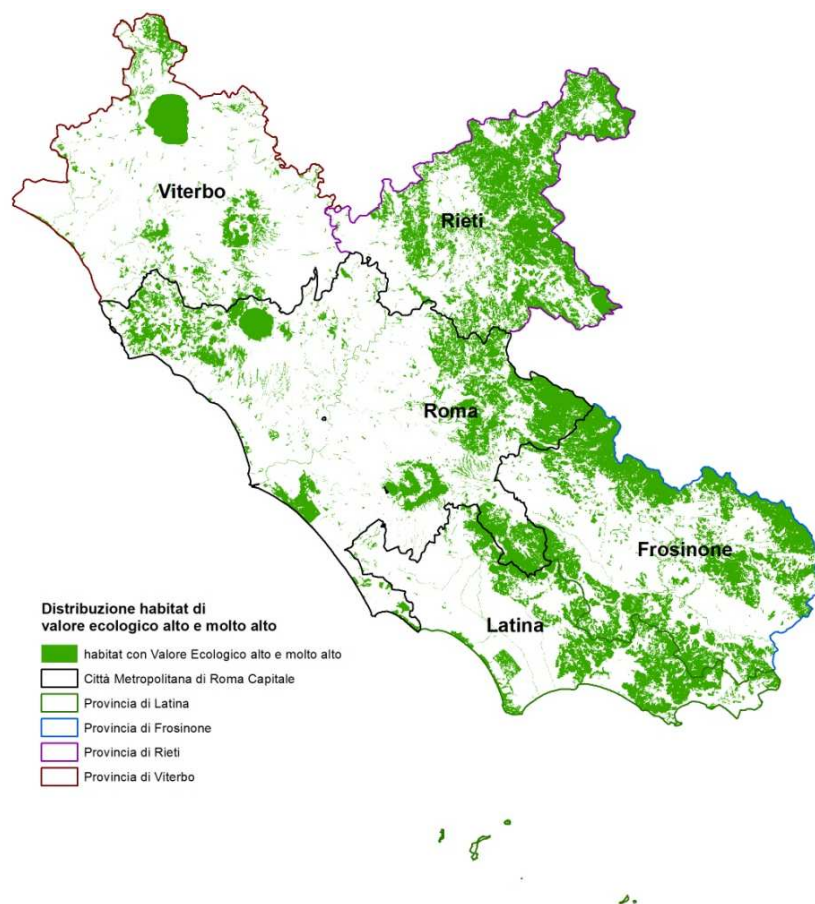 Viterbo
Rieti
Roma
Frosinone
Latina
Distribuzione habitat di
valore ecologico alto e molto alto
habitat con Valore Ecologico alto e molto alto
Città Metropolitana di Roma Capitale
Provincia di Latina
Provincia di Frosinone
Provincia di Rieti
Provincia di Viterbo